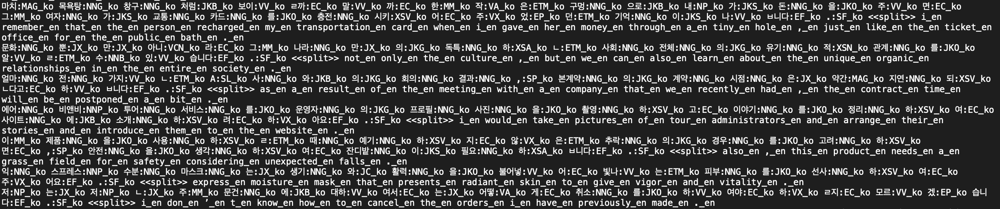 마치:MAG_ko 목욕탕:NNG_ko 창구:NNG_ko 처럼:JKB_ko 보이:VV_ko ㄹ까:EC_ko 말:VV_ko 까:EC_ko 한:MM_ko 작:VA_ko 은:ETM_ko 구멍:NNG_ko 으로:JKB_ko 내:NP_ko 가:JKS_ko 돈:NNG_ko 을:JKO_ko 주:VV_ko 면:EC_ko
그:MM_ko 여자:NNG_ko 가:JKS_ko 교통:NNG_ko 카드:NNG_ko 를:JKO_ko 충전:NNG_ko 시키:XSV_ko 어:EC_ko 주:VX_ko 었:EP_ko 던:ETM_ko 기억:NNG_ko 이:JKS_ko 나:VV_ko ㅂ니다:EF_ko .:SF_ko <<split>> i_en
remember_en that_en the_en person_en recharged_en my_en transportation_en card_en when_en i_en gave_en her_en money_en through_en a_en tiny_en hole_en ,_en just_en like_en the_en ticket_en
office_en for_en the_en public_en bath_en ._en
문화:NNG_ko 뿐:JX_ko 만:JX_ko 아니:VCN_ko 라:EC_ko 그:MM_ko 나라:NNG_ko 만:JX_ko 의:JKG_ko 독특:NNG_ko 하:XSA_ko ㄴ:ETM_ko 사회:NNG_ko 전체:NNG_ko 의:JKG_ko 유기:NNG_ko 적:XSN_ko 관계:NNG_ko 를:JKO_ko
알:VV_ko ㄹ:ETM_ko 수:NNB_ko 있:VV_ko 습니다:EF_ko .:SF_ko <<split>> not_en only_en the_en culture_en ,_en but_en we_en can_en also_en learn_en about_en the_en unique_en organic_en
relationships_en in_en the_en entire_en society_en ._en
얼마:NNG_ko 전:NNG_ko 가지:VV_ko ㄴ:ETM_ko A:SL_ko 사:NNG_ko 와:JKB_ko 의:JKG_ko 회의:NNG_ko 결과:NNG_ko ,:SP_ko 본계약:NNG_ko 의:JKG_ko 계약:NNG_ko 시점:NNG_ko 은:JX_ko 약간:MAG_ko 지연:NNG_ko 되:XSV_ko
ㄴ다고:EC_ko 하:VV_ko ㅂ니다:EF_ko .:SF_ko <<split>> as_en a_en result_en of_en the_en meeting_en with_en a_en company_en that_en we_en recently_en had_en ,_en the_en contract_en time_en
will_en be_en postponed_en a_en bit_en ._en
에어:NNG_ko 비앤비:NNP_ko 투어:NNG_ko 서비스:NNG_ko 를:JKO_ko 운영자:NNG_ko 의:JKG_ko 프로필:NNG_ko 사진:NNG_ko 을:JKO_ko 촬영:NNG_ko 하:XSV_ko 고:EC_ko 이야기:NNG_ko 를:JKO_ko 정리:NNG_ko 하:XSV_ko 여:EC_ko
사이트:NNG_ko 에:JKB_ko 소개:NNG_ko 하:XSV_ko 려:EC_ko 하:VX_ko 아요:EF_ko .:SF_ko <<split>> i_en would_en take_en pictures_en of_en tour_en administrators_en and_en arrange_en their_en
stories_en and_en introduce_en them_en to_en the_en website_en ._en
이:MM_ko 제품:NNG_ko 을:JKO_ko 사용:NNG_ko 하:XSV_ko ㄹ:ETM_ko 때:NNG_ko 예기:NNG_ko 하:XSV_ko 지:EC_ko 않:VX_ko 은:ETM_ko 추락:NNG_ko 의:JKG_ko 경우:NNG_ko 를:JKO_ko 고려:NNG_ko 하:XSV_ko
면:EC_ko ,:SP_ko 안전:NNG_ko 을:JKO_ko 생각:NNG_ko 하:XSV_ko 여:EC_ko 잔디밭:NNG_ko 이:JKS_ko 필요:NNG_ko 하:XSA_ko ㅂ니다:EF_ko .:SF_ko <<split>> also_en ,_en this_en product_en needs_en a_en
grass_en field_en for_en safety_en considering_en unexpected_en falls_en ._en
익:NNG_ko 스프레스:NNP_ko 수분:NNG_ko 마스크:NNG_ko 는:JX_ko 생기:NNG_ko 와:JC_ko 활력:NNG_ko 을:JKO_ko 불어넣:VV_ko 어:EC_ko 빛나:VV_ko 는:ETM_ko 피부:NNG_ko 를:JKO_ko 선사:NNG_ko 하:XSV_ko 여:EC_ko
주:VX_ko 어요:EF_ko .:SF_ko <<split>> express_en moisture_en mask_en that_en presents_en radiant_en skin_en to_en give_en vigor_en and_en vitality_en ._en
저:NP_ko 는:JX_ko 저:NP_ko ㄴ:JX_ko 주:MM_ko 문건:NNG_ko 에:JKB_ko 대하:VV_ko 여서:EC_ko 는:JX_ko 어떻:VA_ko 게:EC_ko 취소:NNG_ko 를:JKO_ko 하:VV_ko 여야:EC_ko 하:VX_ko ㄹ지:EC_ko 모르:VV_ko 겠:EP_ko 습니
다:EF_ko .:SF_ko <<split>> i_en don_en ’_en t_en know_en how_en to_en cancel_en the_en orders_en i_en have_en previously_en made_en ._en